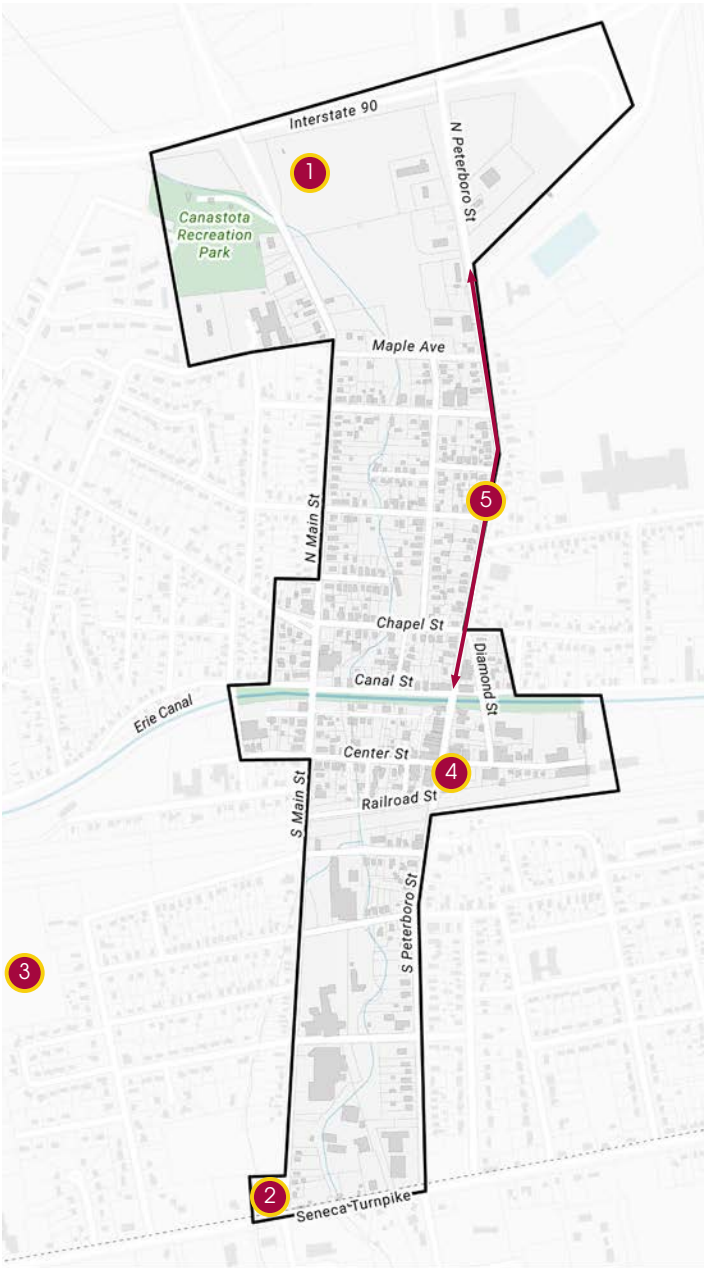 Interstate 90
N Peterboro St
1
Canastota
Recreation
Park
Maple Ave
5
N Main St
Chapel St
Diamond St
Canal St
Erie Canal
Center St
4
Railroad St
S Main St
S Peterboro St
3
2
Seneca Turnpike